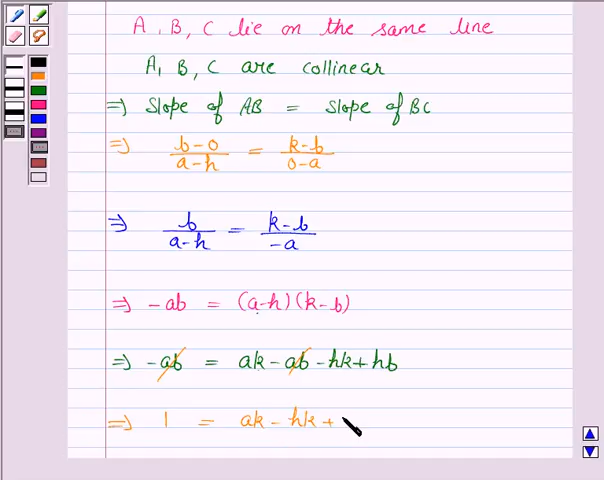 A, B, C lie on the same line
A, B, C are collinear
=> Slope of AB = Slope of BC
=> b-0/a-h = k-b/0-a
=> b/a-h = k-b/-a
=> -ab = (a-h)(k-b)
=> -ab = ak-ab-hk+hb
=> 1 = ak-hk+